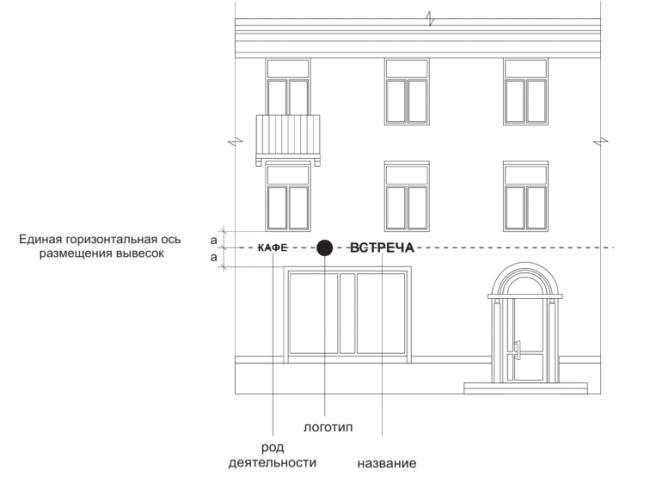 Единая горизонтальная ось
размещения вывесок
а
а
КАФЕ
ВСТРЕЧА
логотип
род
деятельности
название